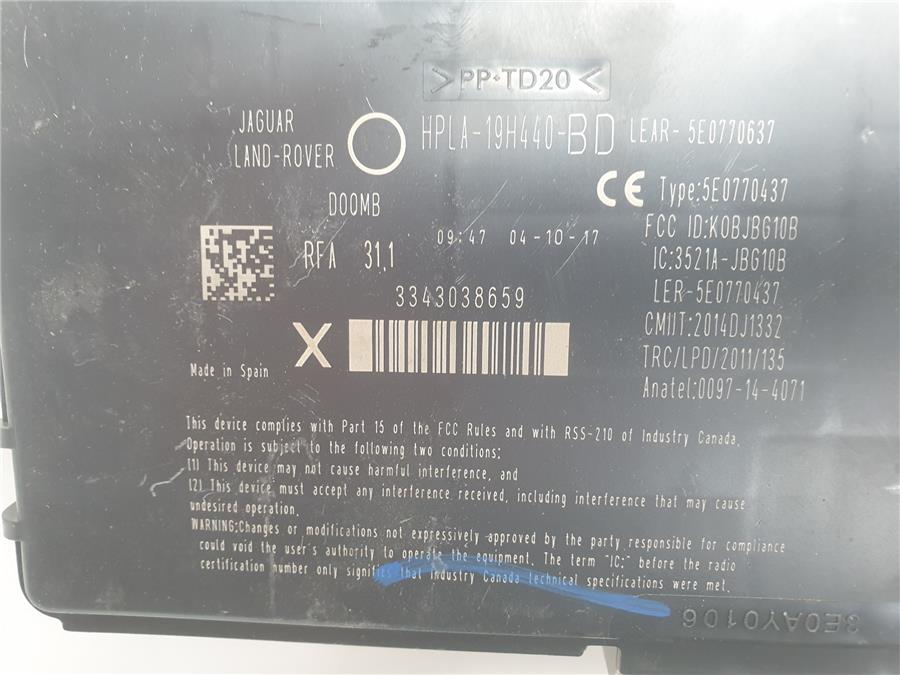 >PP+TD20<
JAGUAR
LAND-ROVER
HPLA-19H440-BD
LEAR- 5E0770637
CE
Type:5E0770437
D00MB
FCC ID:KOBJBG10B
RFA 31,1
09:47 04-10-17
IC:3521A-JBG10B
3343038659
LER-5E0770437
X
CMIIT:2014DJ1332
TRC/LPD/2011/135
Made in Spain
Anatel:0097-14-4071
This device complies with Part 15 of the FCC Rules and with RSS-210 of Industry Canada.
Operation is subject to the following two conditions:
(1) This device may not cause harmful interference, and
(2) This device must accept any interference received, including interference that may cause
undesired operation.
WARNING:Changes or modifications not expressively approved by the party responsible for compliance
could void the user's authority to operate the equipment. The term "IC:" before the radio
certification number only signifies that Industry Canada technical specifications were met.
3E0AY0106